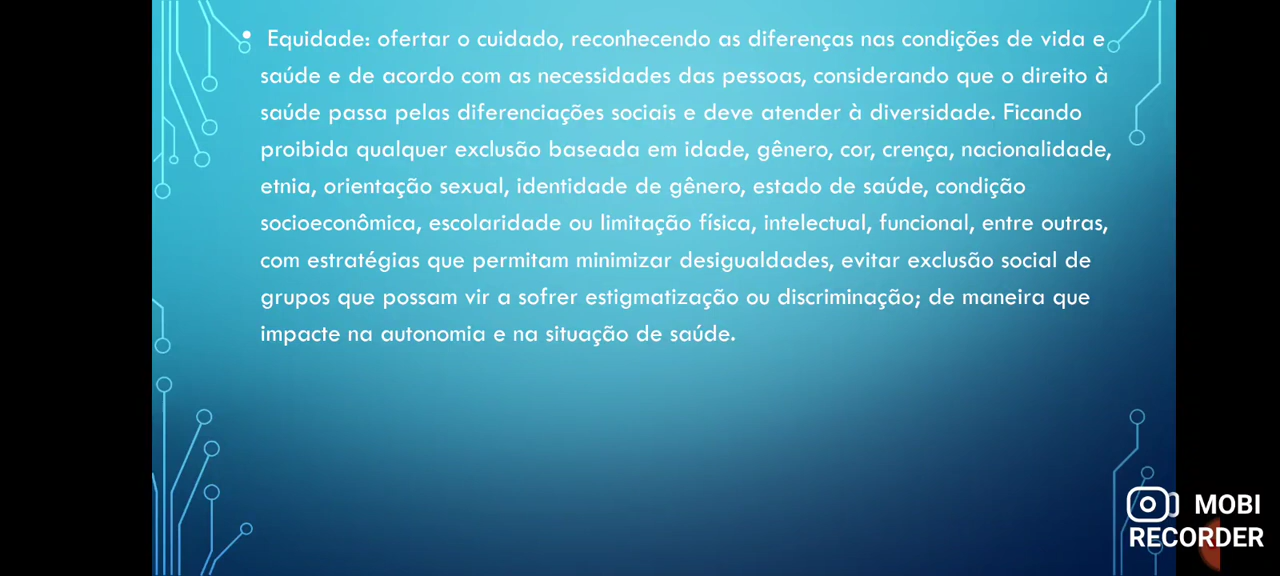 • Equidade: ofertar o cuidado, reconhecendo as diferenças nas condições de vida e
saúde e de acordo com as necessidades das pessoas, considerando que o direito à
saúde passa pelas diferenciações sociais e deve atender à diversidade. Ficando
proibida qualquer exclusão baseada em idade, gênero, cor, crença, nacionalidade,
etnia, orientação sexual, identidade de gênero, estado de saúde, condição
socioeconômica, escolaridade ou limitação física, intelectual, funcional, entre outras,
com estratégias que permitam minimizar desigualdades, evitar exclusão social de
grupos que possam vir a sofrer estigmatização ou discriminação; de maneira que
impacte na autonomia e na situação de saúde.
MOBI
RECORDER